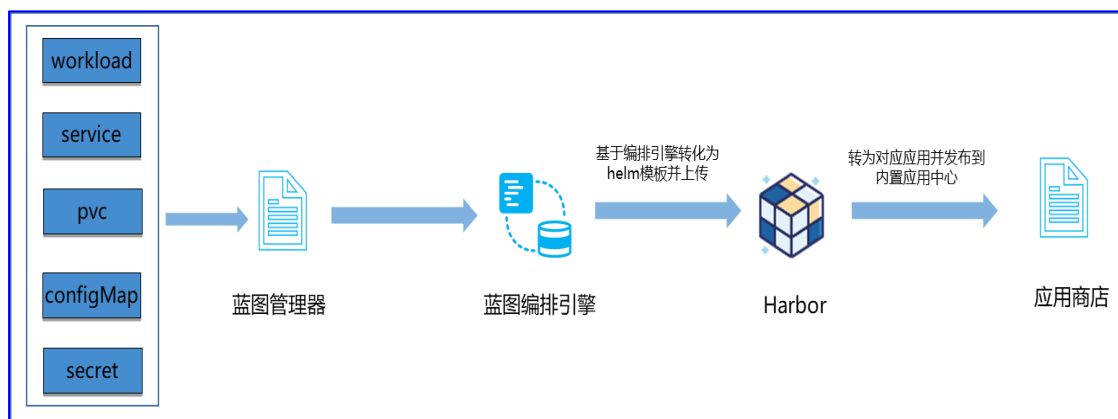 workload
service
pvc
configMap
secret
蓝图管理器
蓝图编排引擎
基于编排引擎转化为
helm模板并上传
Harbor
转为对应应用并发布到
内置应用中心
应用商店